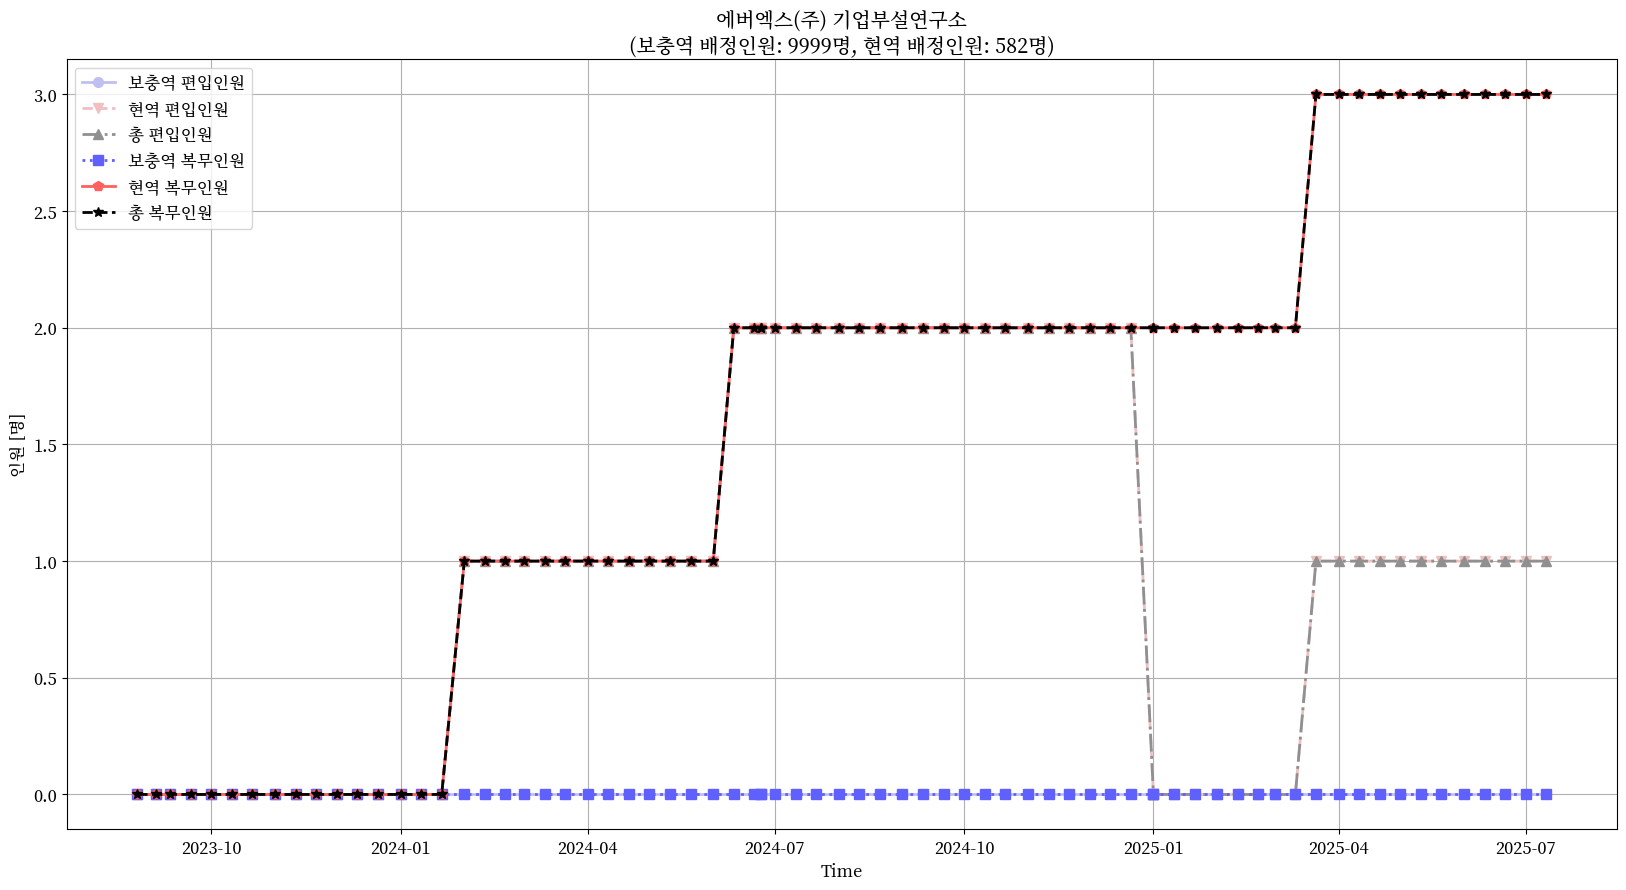 에버엑스(주) 기업부설연구소
(보충역 배정인원: 9999명, 현역 배정인원: 582명)
보충역 편입인원
현역 편입인원
총 편입인원
보충역 복무인원
현역 복무인원
총 복무인원
3.0
2.5
2.0
1.5
1.0
0.5
0.0
인원 [명]
2023-10 2024-01 2024-04 2024-07 2024-10 2025-01 2025-04 2025-07
Time